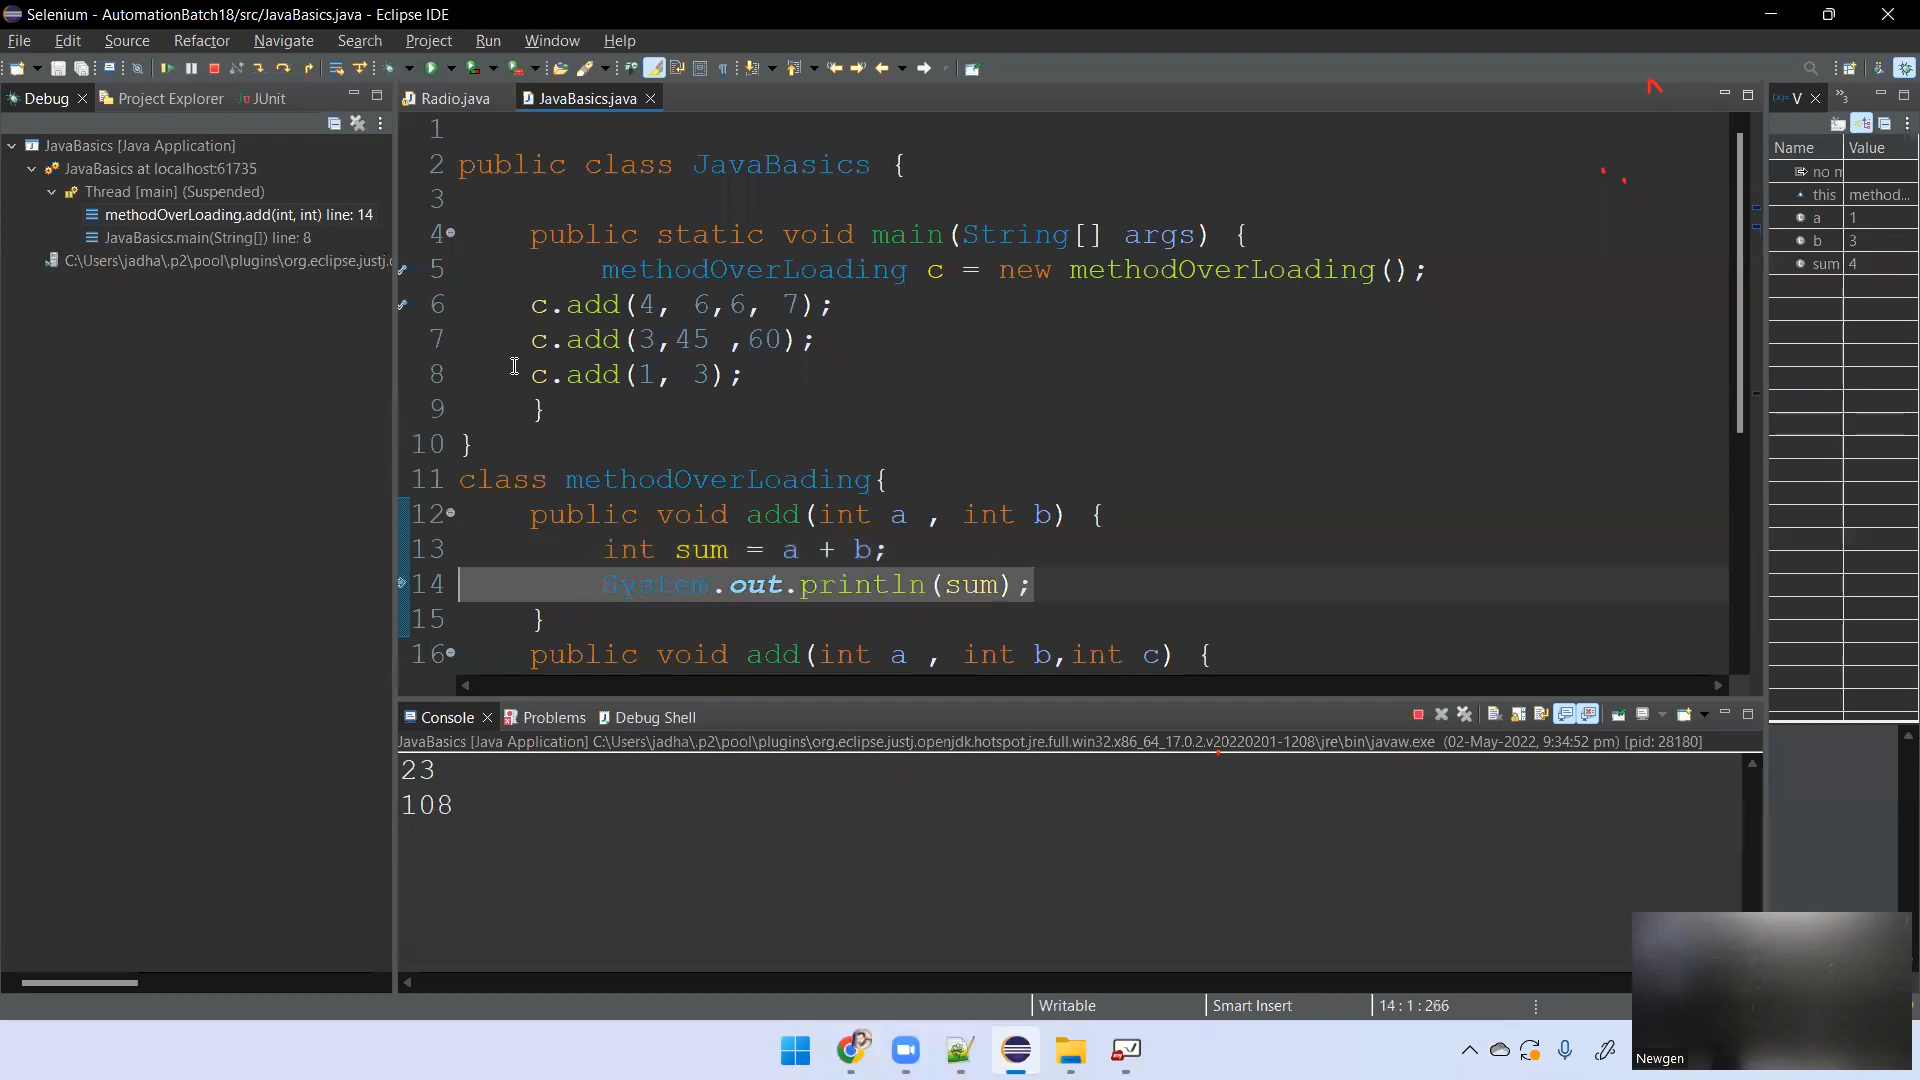 Selenium - AutomationBatch18/src/JavaBasics.java - Eclipse IDE
File Edit Source Refactor Navigate Search Project Run Window Help
Debug Project Explorer JUnit
Radio.java JavaBasics.java
JavaBasics [Java Application]
JavaBasics at localhost:61735
Thread [main] (Suspended)
methodOverLoading.add(int, int) line: 14
JavaBasics.main(String[]) line: 8
C:\Users\jadha\.p2\pool\plugins\org.eclipse.justj.
1
2 public class JavaBasics {
3
4 public static void main(String[] args) {
5 methodOverLoading c = new methodOverLoading();
6 c.add(4, 6,6, 7);
7 c.add(3,45 ,60);
8 c.add(1, 3);
9 }
10 }
11 class methodOverLoading{
12 public void add(int a , int b) {
13 int sum = a + b;
14 System.out.println(sum);
15 }
16 public void add(int a , int b,int c) {
V
Name Value
no m
this method...
a 1
b 3
sum 4
Console Problems Debug Shell
JavaBasics [Java Application] C:\Users\jadha\.p2\pool\plugins\org.eclipse.justj.openjdk.hotspot.jre.full.win32.x86_64_17.0.2.v20220201-1208\jre\bin\javaw.exe (02-May-2022, 9:34:52 pm) [pid: 28180]
23
108
Writable Smart Insert 14 : 1 : 266
Newgen